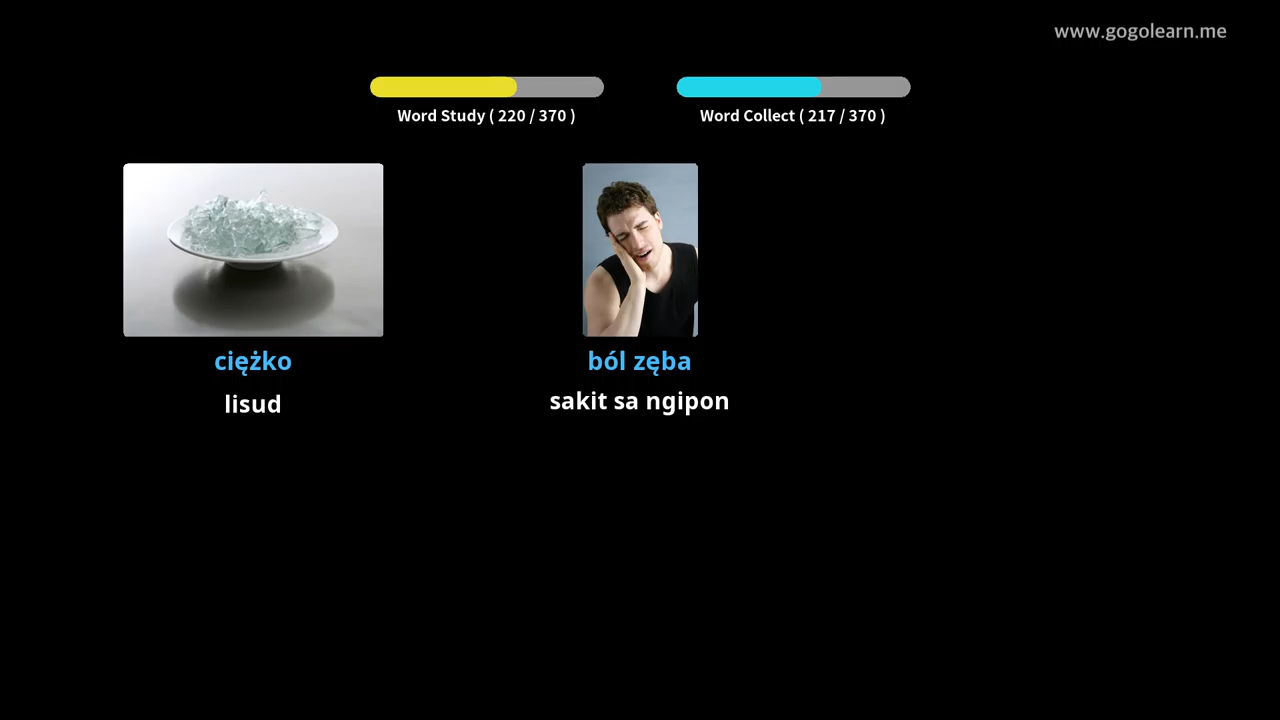 www.gogolearn.me
Word Study ( 220 / 370 )
Word Collect ( 217 / 370 )
ciężko
lisud
ból zęba
sakit sa ngipon